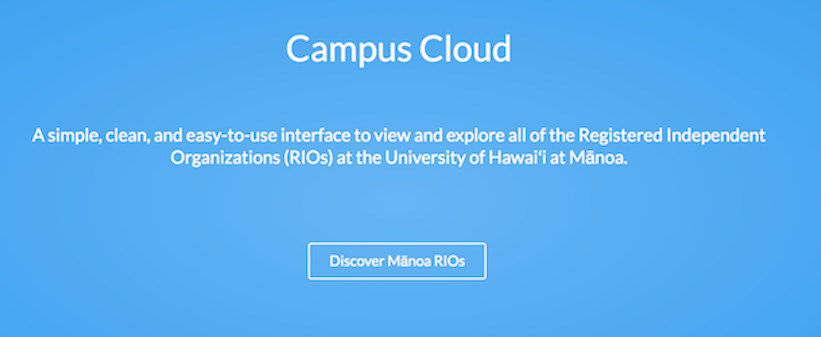 Campus Cloud
A simple, clean, and easy-to-use interface to view and explore all of the Registered Independent
Organizations (RIOs) at the University of Hawaiʻi at Mānoa.
Discover Mānoa RIOs